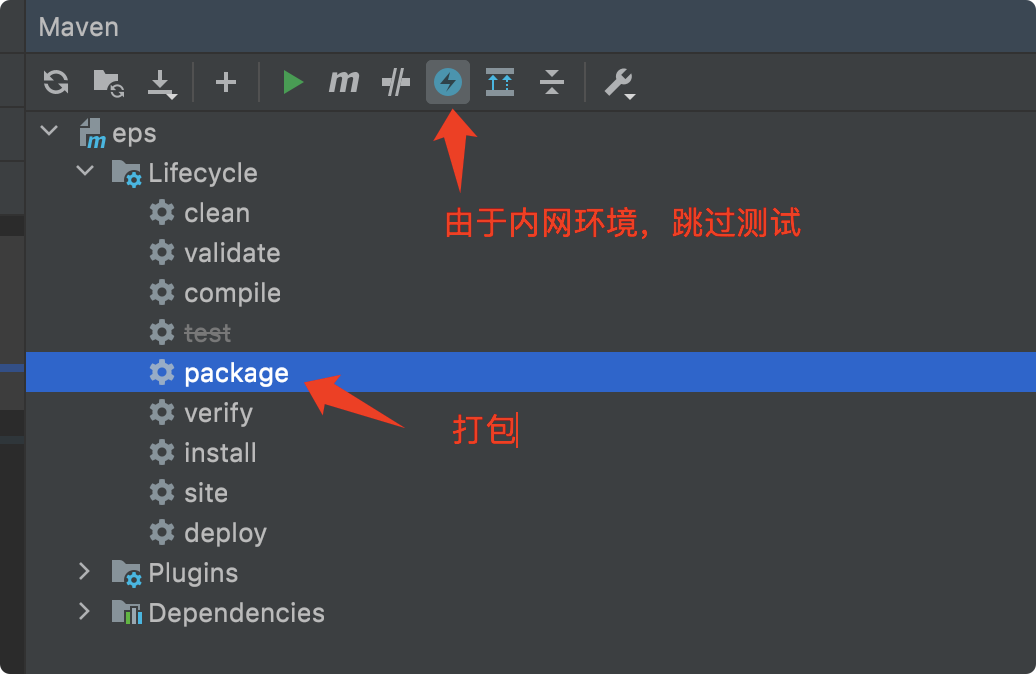 Maven
m
eps
Lifecycle
clean
validate
由于内网环境，跳过测试
compile
test
package
打包
verify
install
site
deploy
Plugins
Dependencies